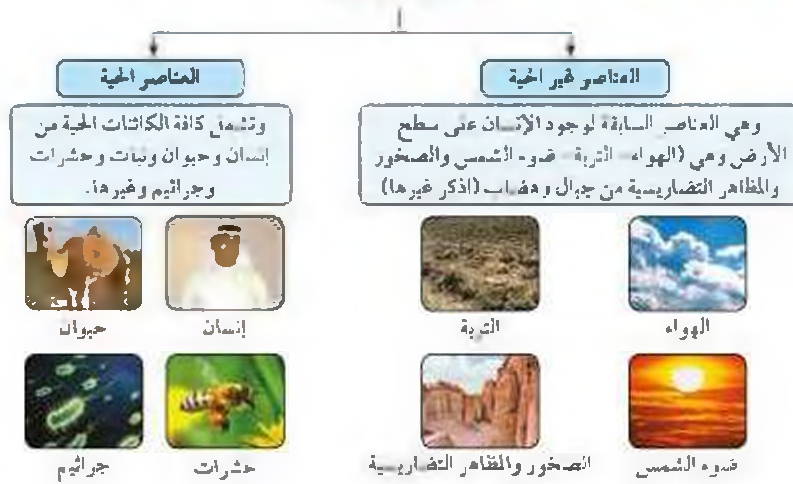 العناصر غير الحية
وهي العناصر السابقة لوجود الإنسان على سطح
الأرض وهي (الهواء- التربة- ضوء الشمس والصخور
والمظاهر التضاريسية من جبال وهضاب (اذكر غيرها)
الهواء
التربة
ضوء الشمس
الصخور والمظاهر التضاريسية
العناصر الحية
وتشمل كافة الكائنات الحية من
إنسان وحيوان ونبات وحشرات
وجراثيم وغيرها.
إنسان
حيوان
حشرات
جراثيم